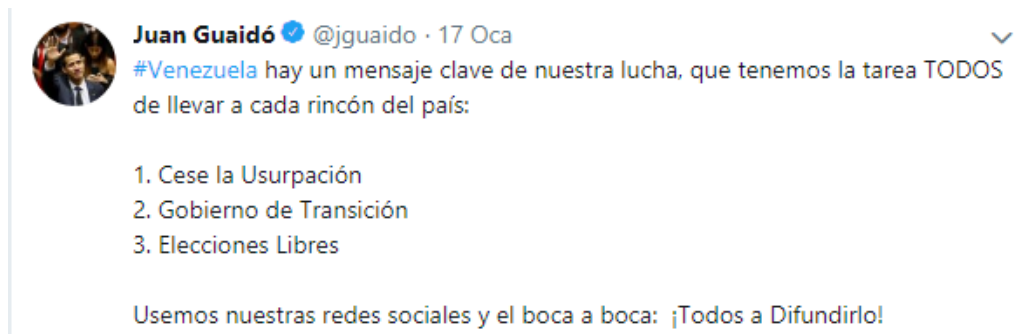 Juan Guaidó @jguaido · 17 Oca
#Venezuela hay un mensaje clave de nuestra lucha, que tenemos la tarea TODOS
de llevar a cada rincón del país:
1. Cese la Usurpación
2. Gobierno de Transición
3. Elecciones Libres
Usemos nuestras redes sociales y el boca a boca: ¡Todos a Difundirlo!